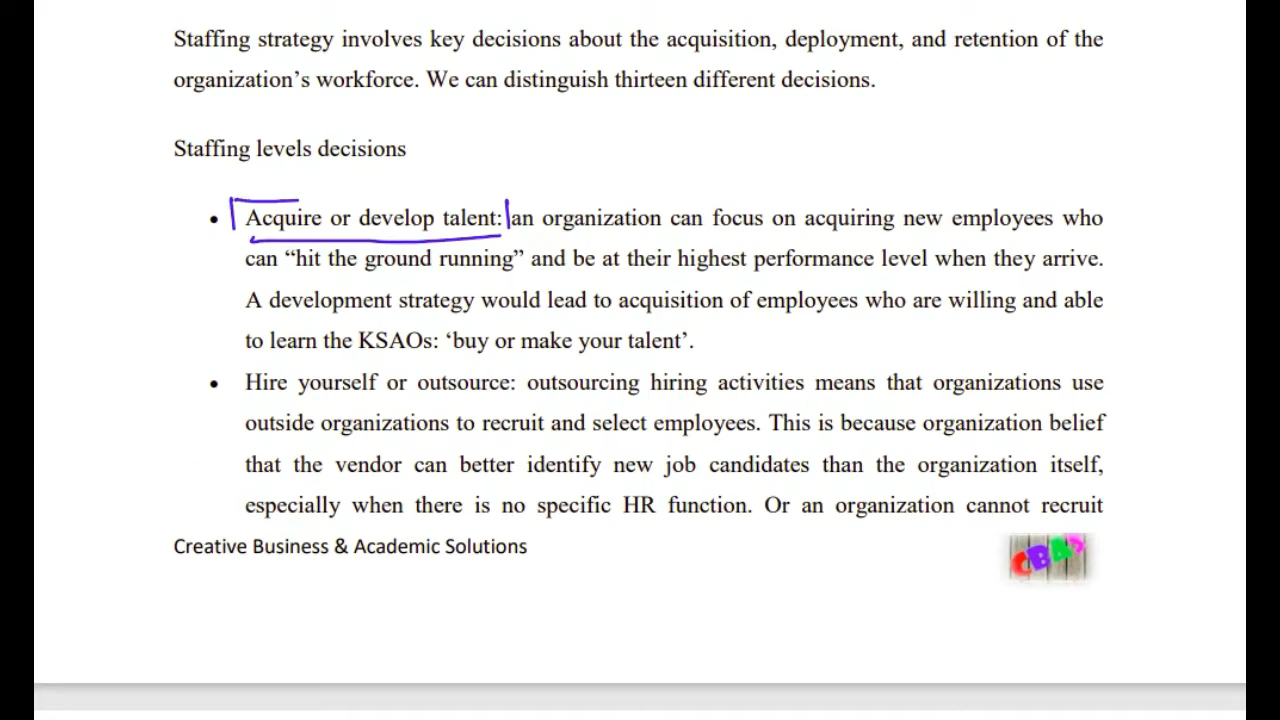 Staffing strategy involves key decisions about the acquisition, deployment, and retention of the
organization’s workforce. We can distinguish thirteen different decisions.
Staffing levels decisions
• Acquire or develop talent: an organization can focus on acquiring new employees who
can “hit the ground running” and be at their highest performance level when they arrive.
A development strategy would lead to acquisition of employees who are willing and able
to learn the KSAOs: ‘buy or make your talent’.
• Hire yourself or outsource: outsourcing hiring activities means that organizations use
outside organizations to recruit and select employees. This is because organization belief
that the vendor can better identify new job candidates than the organization itself,
especially when there is no specific HR function. Or an organization cannot recruit
Creative Business & Academic Solutions
CBAS